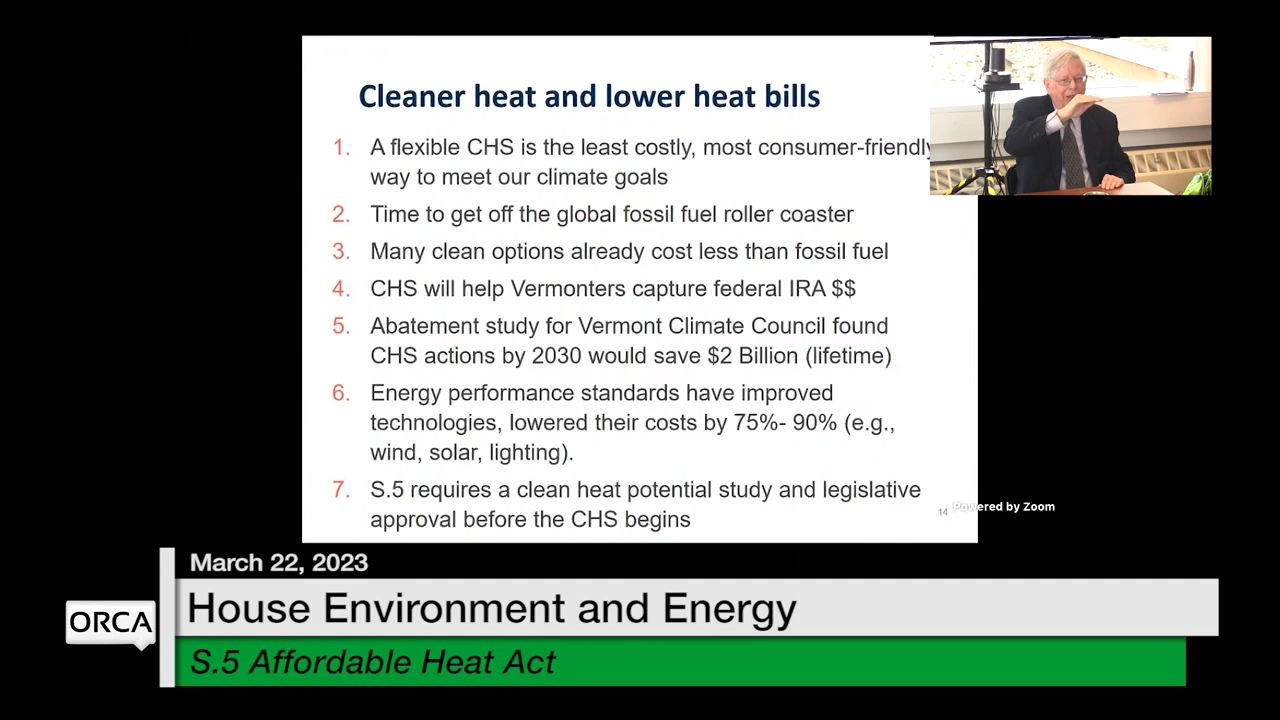 Cleaner heat and lower heat bills
1. A flexible CHS is the least costly, most consumer-friendly
way to meet our climate goals
2. Time to get off the global fossil fuel roller coaster
3. Many clean options already cost less than fossil fuel
4. CHS will help Vermonters capture federal IRA $$
5. Abatement study for Vermont Climate Council found
CHS actions by 2030 would save $2 Billion (lifetime)
6. Energy performance standards have improved
technologies, lowered their costs by 75%- 90% (e.g.,
wind, solar, lighting).
7. S.5 requires a clean heat potential study and legislative
approval before the CHS begins
14
Powered by Zoom
March 22, 2023
House Environment and Energy
ORCA
S.5 Affordable Heat Act